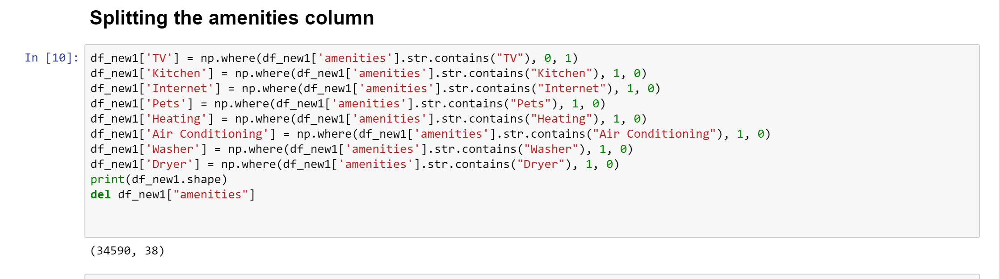 Splitting the amenities column
In [10]:
df_new1['TV'] = np.where(df_new1['amenities'].str.contains("TV"), 0, 1)
df_new1['Kitchen'] = np.where(df_new1['amenities'].str.contains("Kitchen"), 1, 0)
df_new1['Internet'] = np.where(df_new1['amenities'].str.contains("Internet"), 1, 0)
df_new1['Pets'] = np.where(df_new1['amenities'].str.contains("Pets"), 1, 0)
df_new1['Heating'] = np.where(df_new1['amenities'].str.contains("Heating"), 1, 0)
df_new1['Air Conditioning'] = np.where(df_new1['amenities'].str.contains("Air Conditioning"), 1, 0)
df_new1['Washer'] = np.where(df_new1['amenities'].str.contains("Washer"), 1, 0)
df_new1['Dryer'] = np.where(df_new1['amenities'].str.contains("Dryer"), 1, 0)
print(df_new1.shape)
del df_new1["amenities"]
(34590, 38)